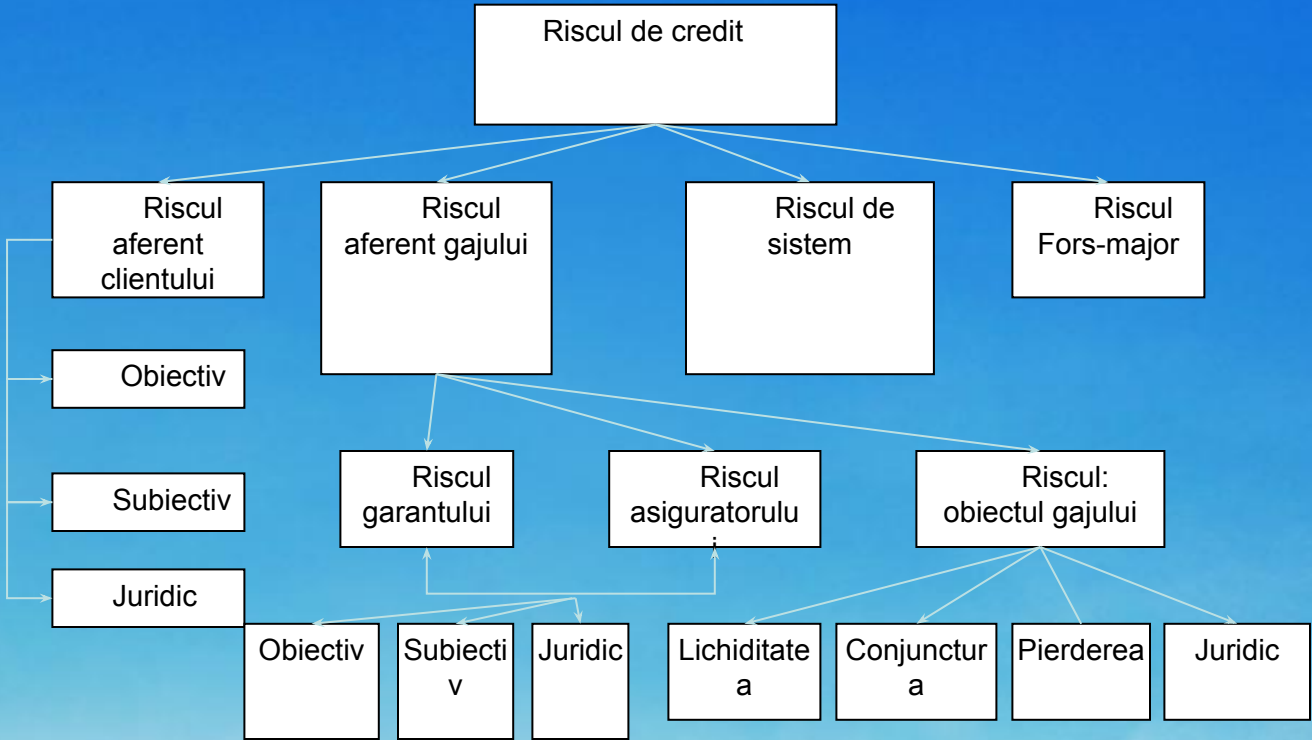 Riscul de credit
Riscul
aferent
clientului
Riscul
aferent gajului
Riscul de
sistem
Riscul
Fors-major
Obiectiv
Subiectiv
Juridic
Riscul
garantului
Riscul
asiguratorulu
i
Riscul:
obiectul gajului
Obiectiv
Subiecti
v
Juridic
Lichiditate
a
Conjunctur
a
Pierderea
Juridic